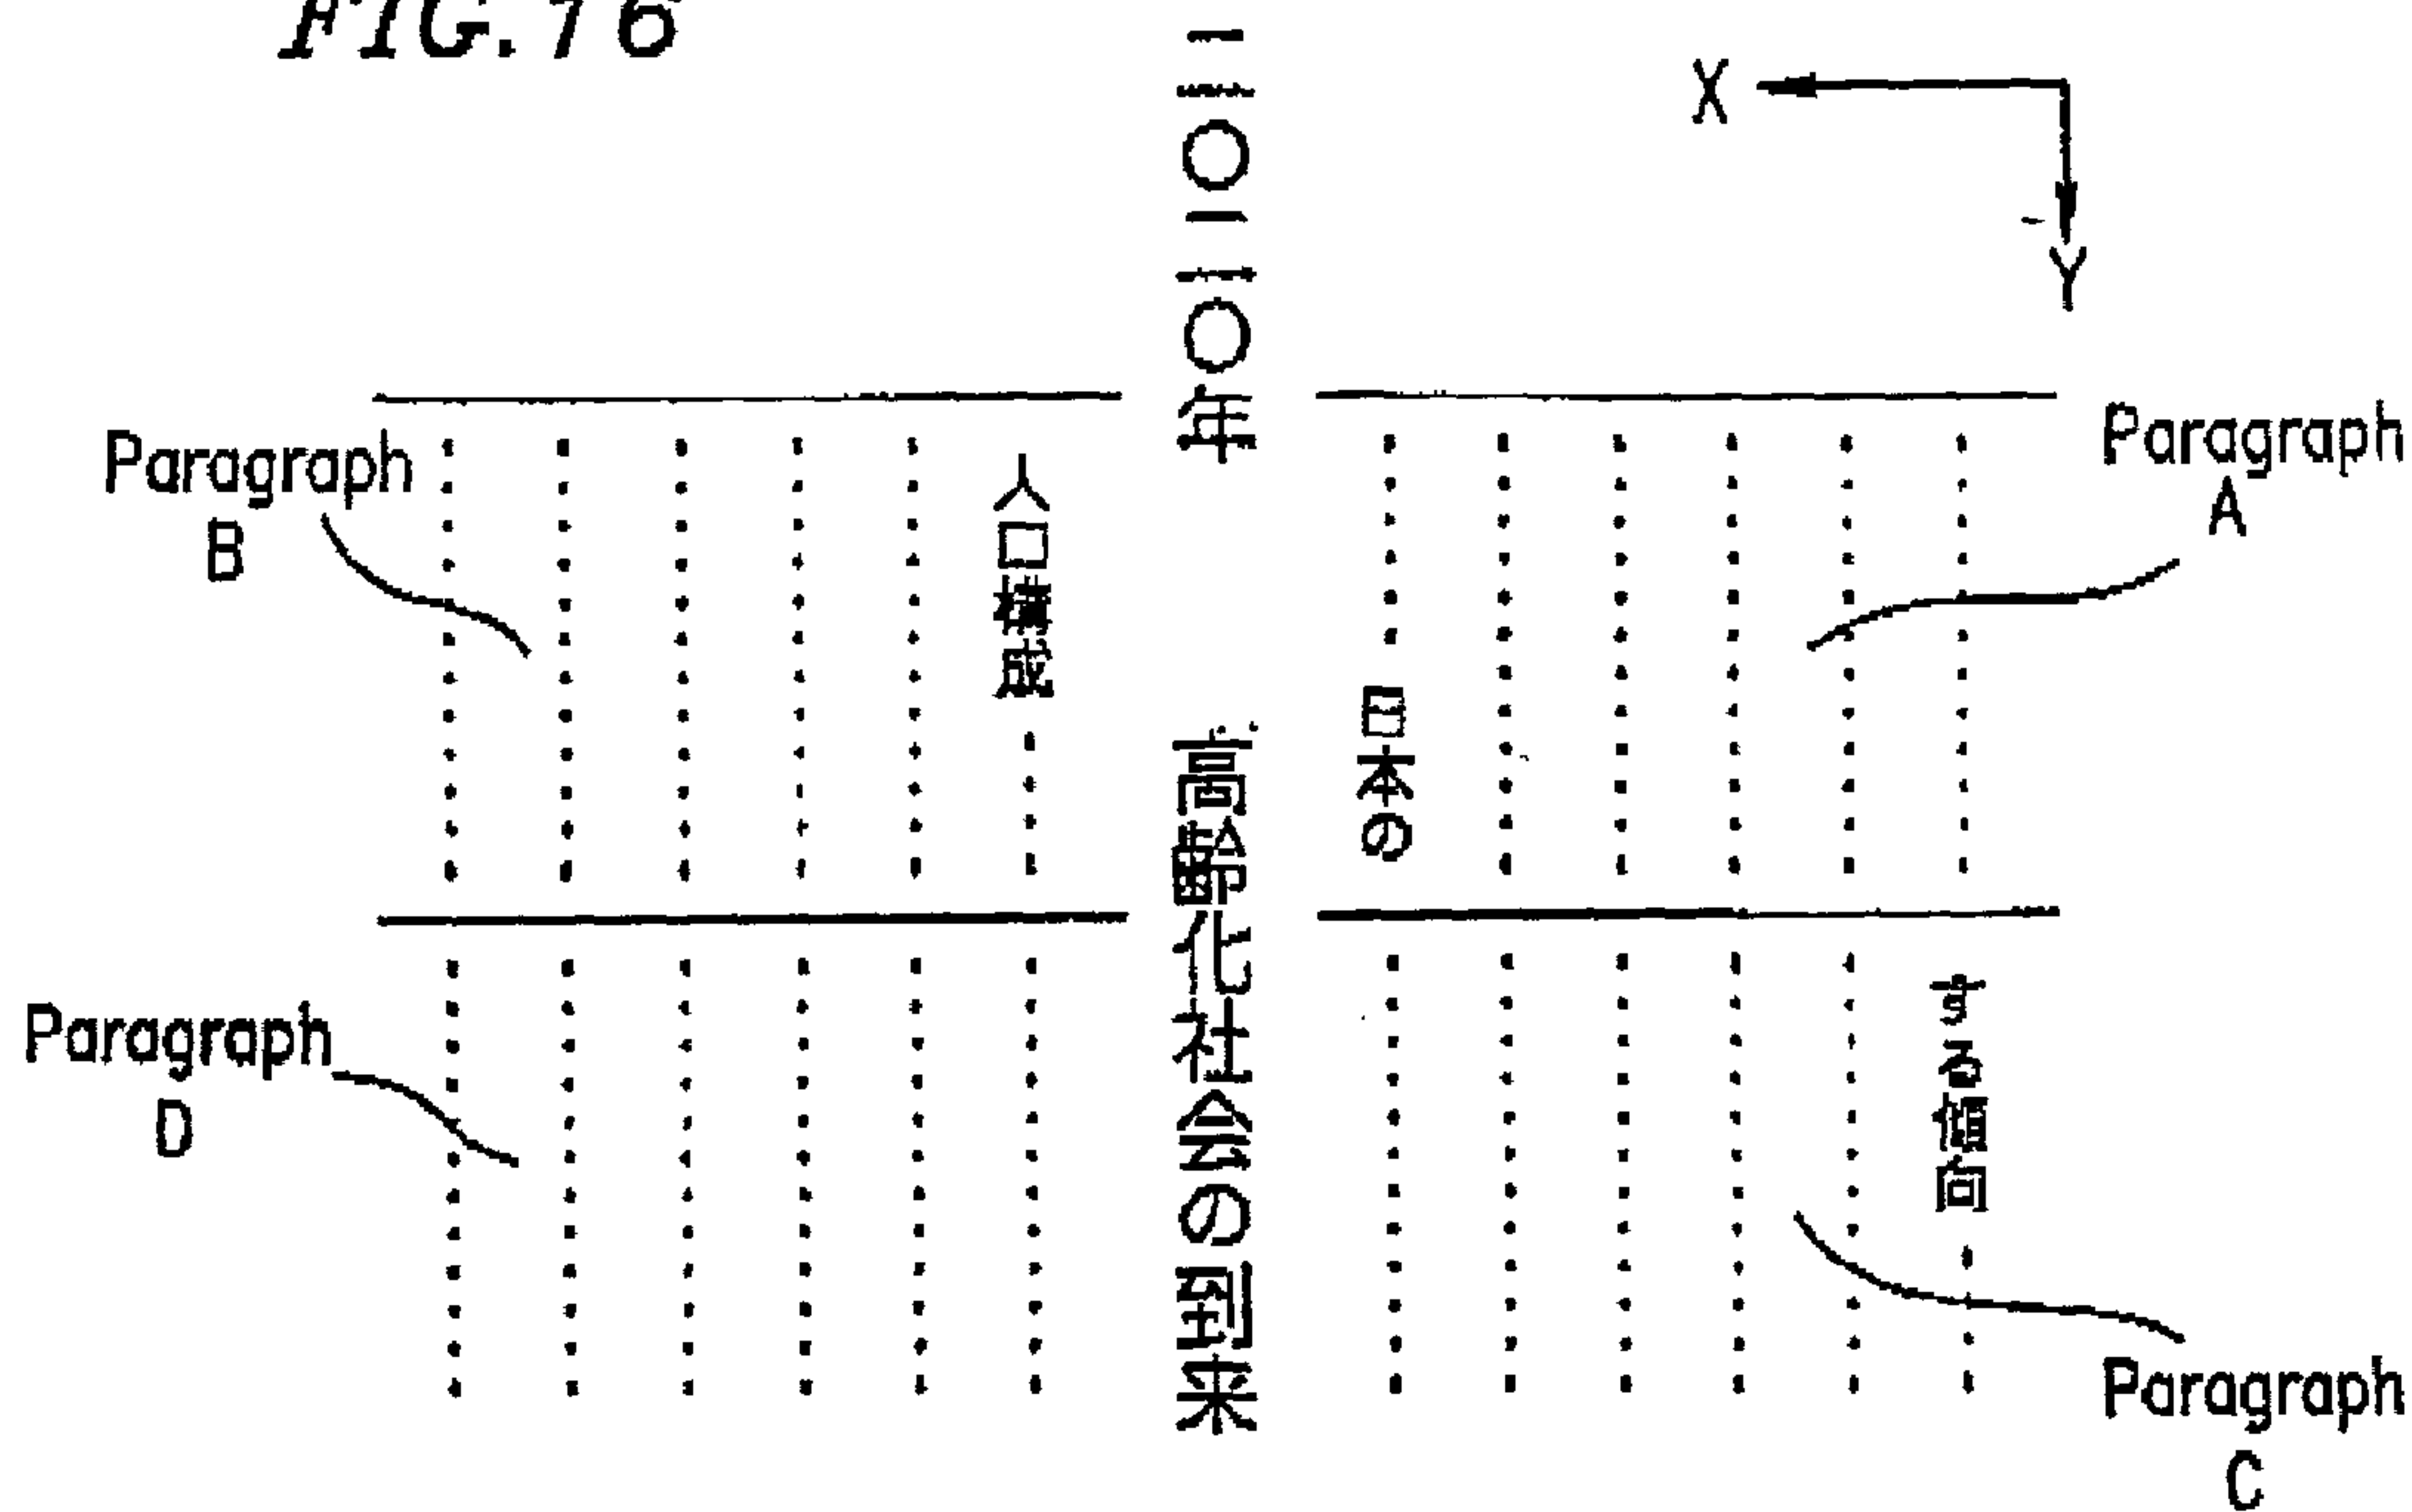 FIG.16
X
Y
二〇二〇年 高齢化社会の到来
Paragraph
A
日本の
Paragraph
B
人口構成
Paragraph
C
する傾向
Paragraph
D